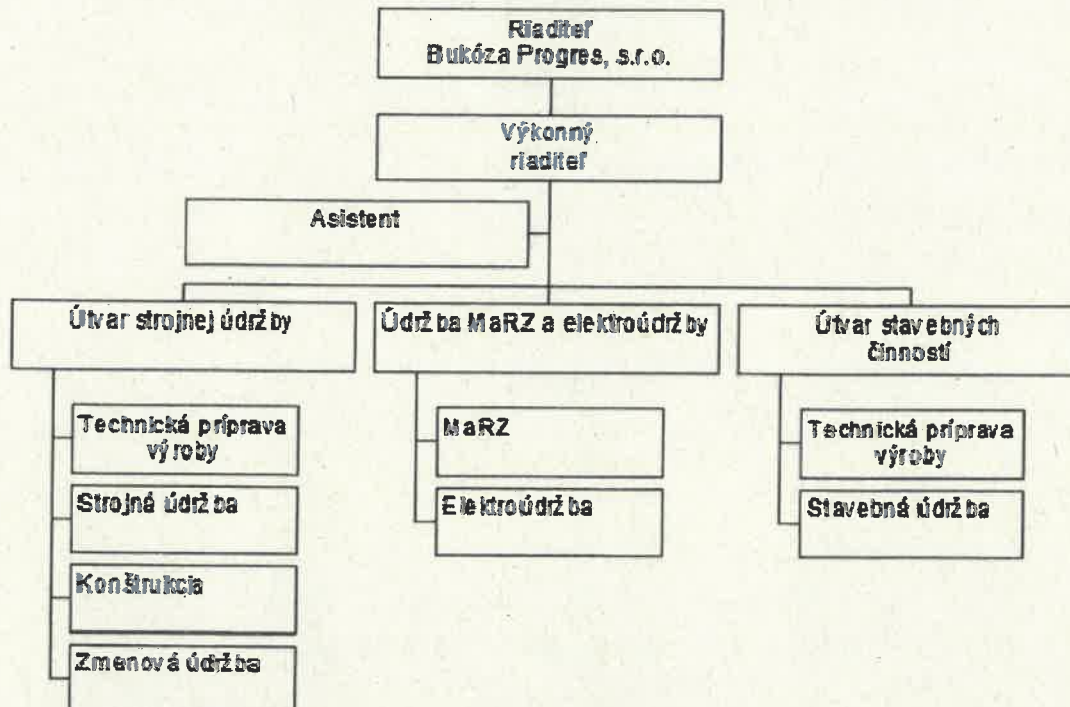 Riaditeľ
Bukóza Progres, s.r.o.
Výkonný
riaditeľ
Asistent
Útvar strojnej údržby
Technická príprava
výroby
Strojná údržba
Konštrukcia
Zmenová údržba
Údržba MaRZ a elektroúdržby
MaRZ
Elektroúdržba
Útvar stavebných
činností
Technická príprava
výroby
Stavebná údržba